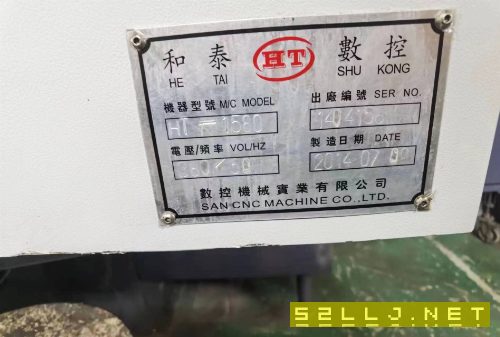 和泰 HT 數控
HE TAI SHU KONG
機器型號 M/C MODEL 出廠編號 SER NO.
電壓/頻率 VOL/HZ 製造日期 DATE
380/50
數控機械實業有限公司
SAN CNC MACHINE CO.,LTD.
52LLJ.NET